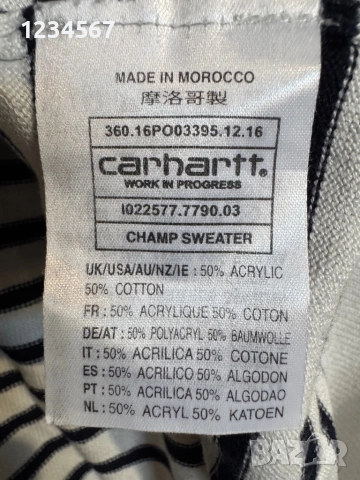 1234567
MADE IN MOROCCO
摩洛哥製
360.16PO03395.12.16
carhartt®
WORK IN PROGRESS
I022577.7790.03
CHAMP SWEATER
UK/USA/AU/NZ/IE : 50% ACRYLIC
50% COTTON
FR : 50% ACRYLIQUE 50% COTON
DE/AT : 50% POLYACRYL 50% BAUMWOLLE
IT : 50% ACRILICA 50% COTONE
ES : 50% ACRILICO 50% ALGODON
PT : 50% ACRILICA 50% ALGODAO
NL : 50% ACRYL 50% KATOEN
BAZAR